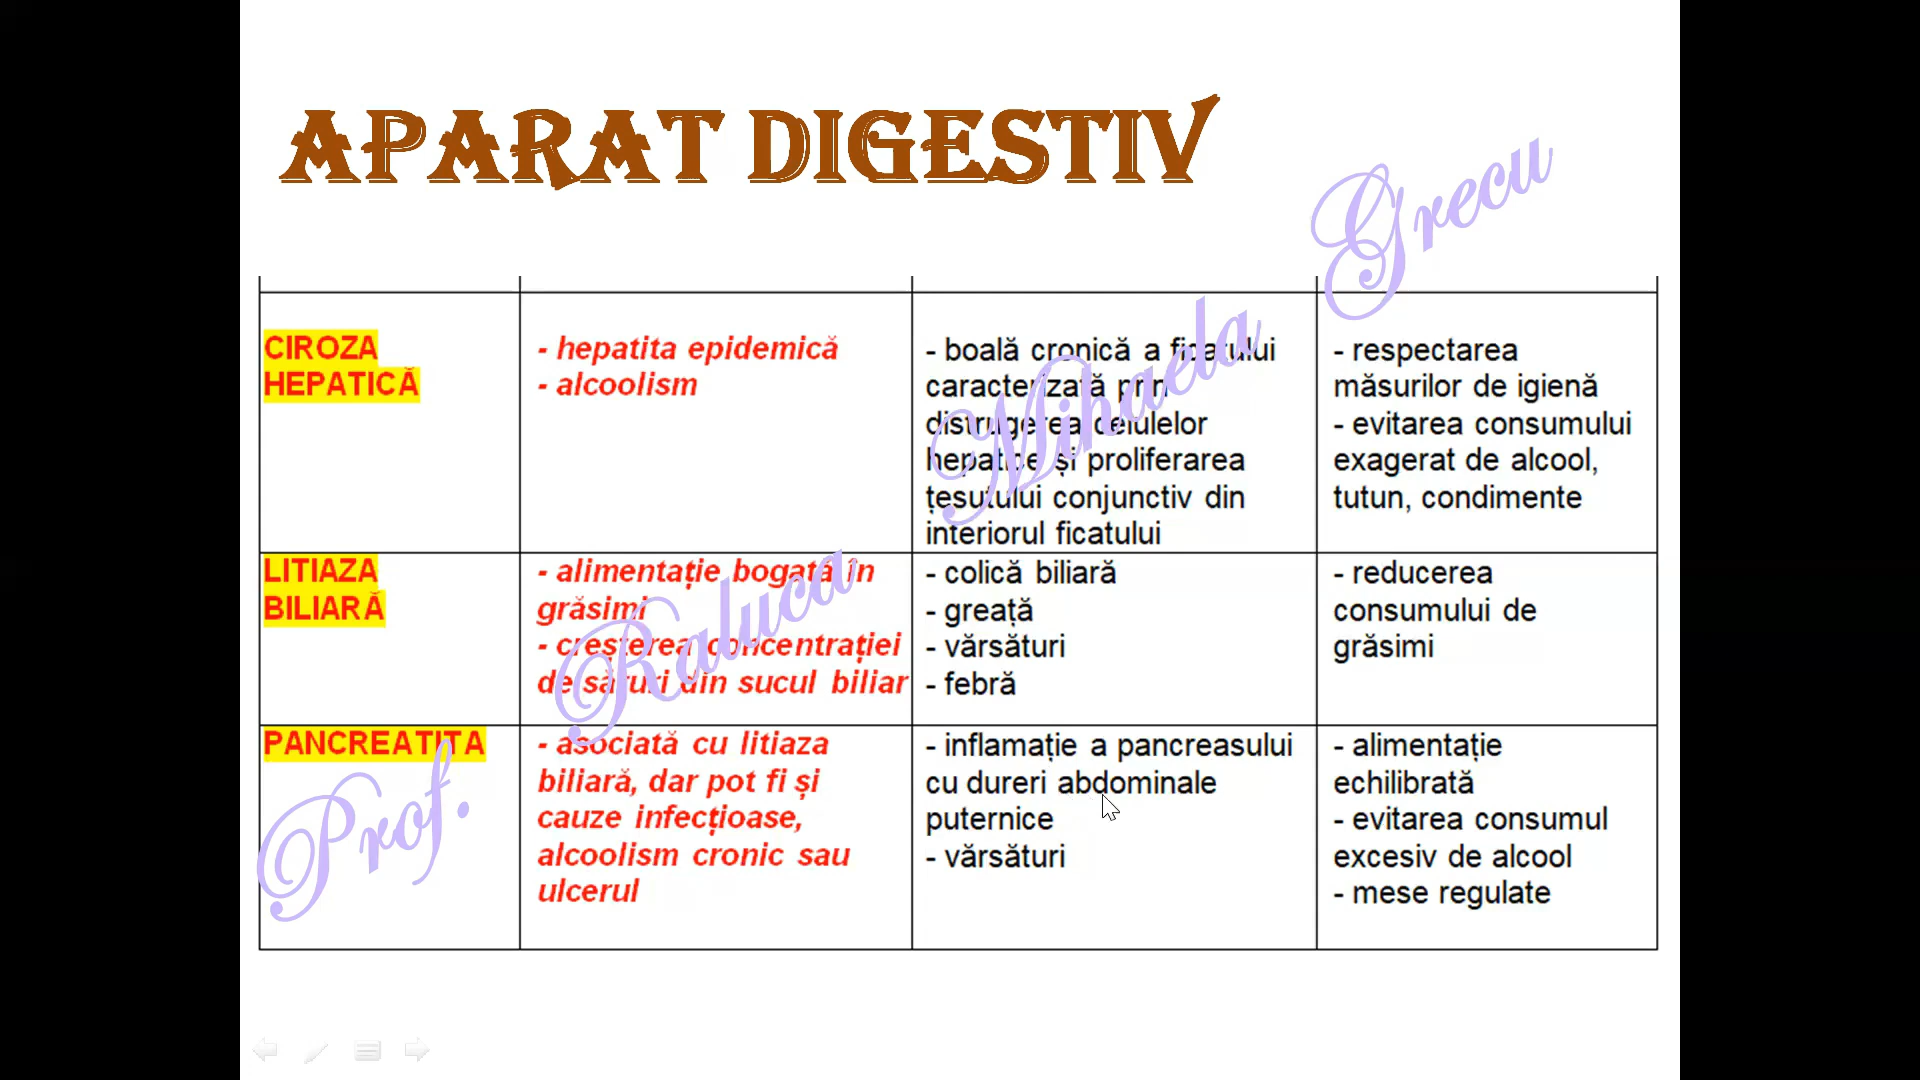 APARAT DIGESTIV
CIROZA
HEPATICĂ
- hepatita epidemică
- alcoolism
- boală cronică a ficatului
caracterizată prin
distrugerea celulelor
hepatice și proliferarea
țesutului conjunctiv din
interiorul ficatului
- respectarea
măsurilor de igienă
- evitarea consumului
exagerat de alcool,
tutun, condimente
LITIAZA
BILIARĂ
- alimentație bogată în
grăsimi
- creșterea concentrației
de săruri din sucul biliar
- colică biliară
- greață
- vărsături
- febră
- reducerea
consumului de
grăsimi
PANCREATITA
- asociată cu litiaza
biliară, dar pot fi și
cauze infecțioase,
alcoolism cronic sau
ulcerul
- inflamație a pancreasului
cu dureri abdominale
puternice
- vărsături
- alimentație
echilibrată
- evitarea consumul
excesiv de alcool
- mese regulate
Prof. Raluca Mihaela Grecu